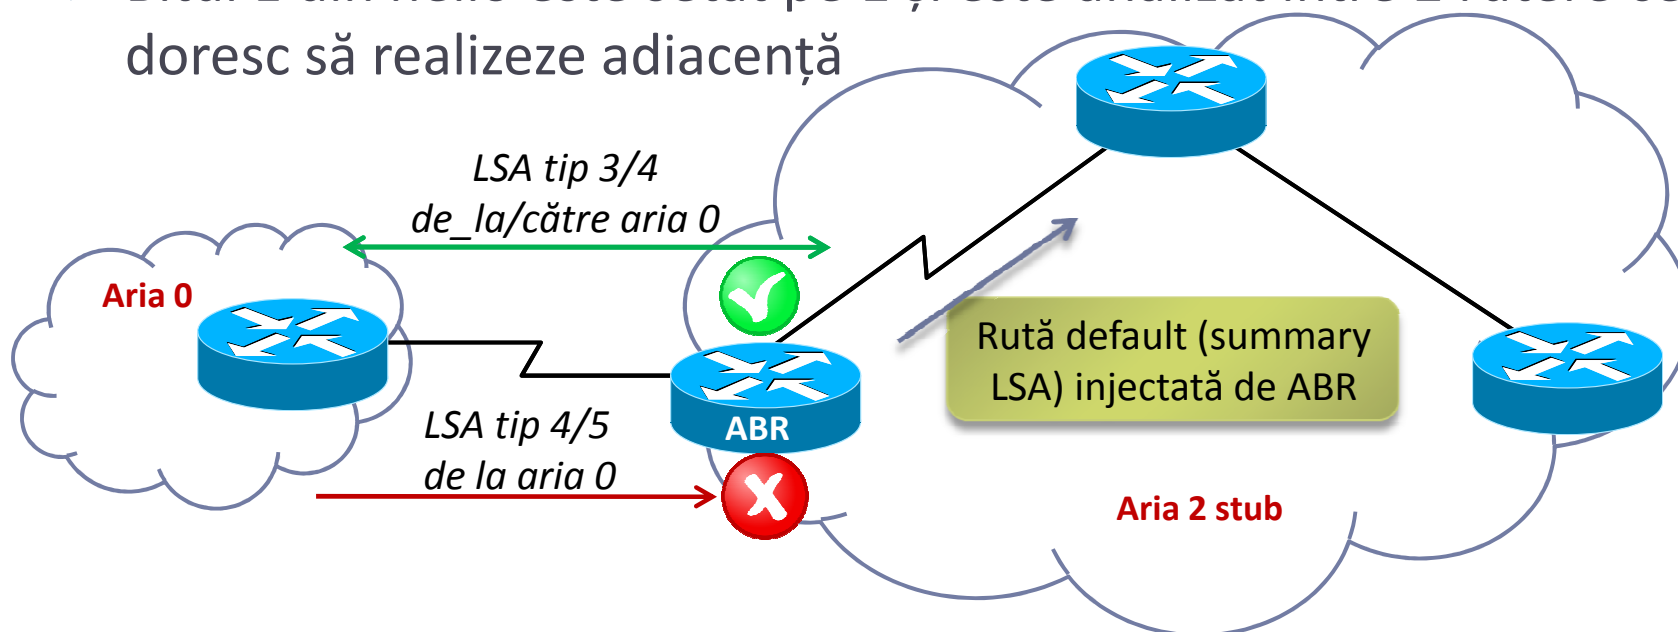 doresc să realizeze adiacență
LSA tip 3/4
de_la/către aria 0
Aria 0
Rută default (summary
LSA) injectată de ABR
LSA tip 4/5
de la aria 0
ABR
Aria 2 stub